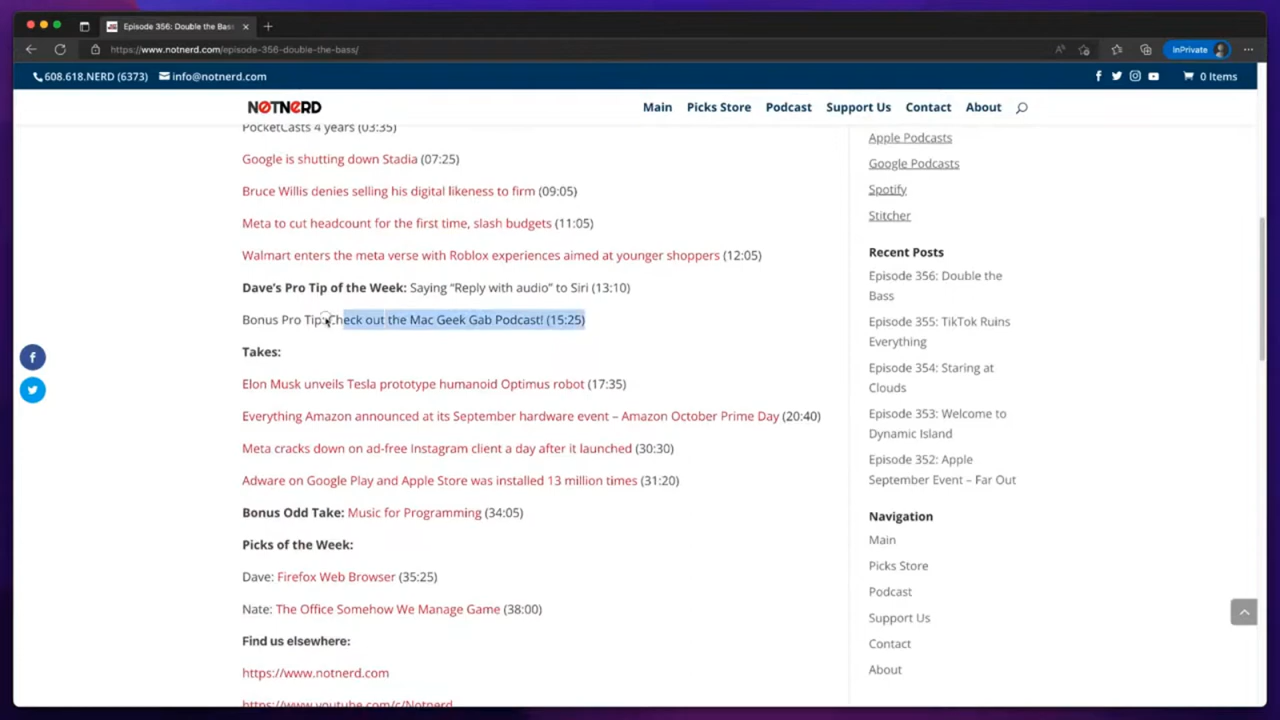 Episode 356: Double the Bas
https://www.notnerd.com/episode-356-double-the-bass/
InPrivate
608.618.NERD (6373)
info@notnerd.com
0 Items
NOTNERD
Main
Picks Store
Podcast
Support Us
Contact
About
PocketCasts 4 years (03:35)
Google is shutting down Stadia (07:25)
Bruce Willis denies selling his digital likeness to firm (09:05)
Meta to cut headcount for the first time, slash budgets (11:05)
Walmart enters the meta verse with Roblox experiences aimed at younger shoppers (12:05)
Dave's Pro Tip of the Week: Saying “Reply with audio” to Siri (13:10)
Bonus Pro Tip: Check out the Mac Geek Gab Podcast! (15:25)
Takes:
Elon Musk unveils Tesla prototype humanoid Optimus robot (17:35)
Everything Amazon announced at its September hardware event – Amazon October Prime Day (20:40)
Meta cracks down on ad-free Instagram client a day after it launched (30:30)
Adware on Google Play and Apple Store was installed 13 million times (31:20)
Bonus Odd Take: Music for Programming (34:05)
Picks of the Week:
Dave: Firefox Web Browser (35:25)
Nate: The Office Somehow We Manage Game (38:00)
Find us elsewhere:
https://www.notnerd.com
https://www.youtube.com/c/Notnerd
Apple Podcasts
Google Podcasts
Spotify
Stitcher
Recent Posts
Episode 356: Double the
Bass
Episode 355: TikTok Ruins
Everything
Episode 354: Staring at
Clouds
Episode 353: Welcome to
Dynamic Island
Episode 352: Apple
September Event – Far Out
Navigation
Main
Picks Store
Podcast
Support Us
Contact
About